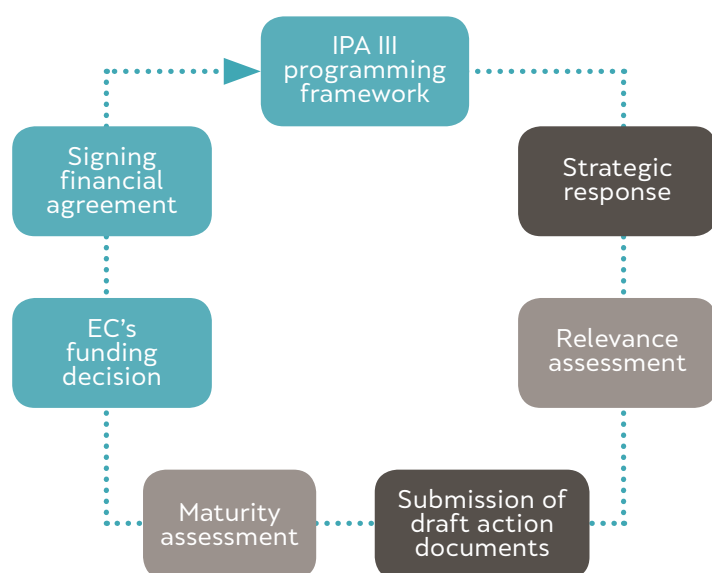 IPA III
programming
framework
Signing
financial
agreement
Strategic
response
EC’s
funding
decision
Relevance
assessment
Maturity
assessment
Submission of
draft action
documents